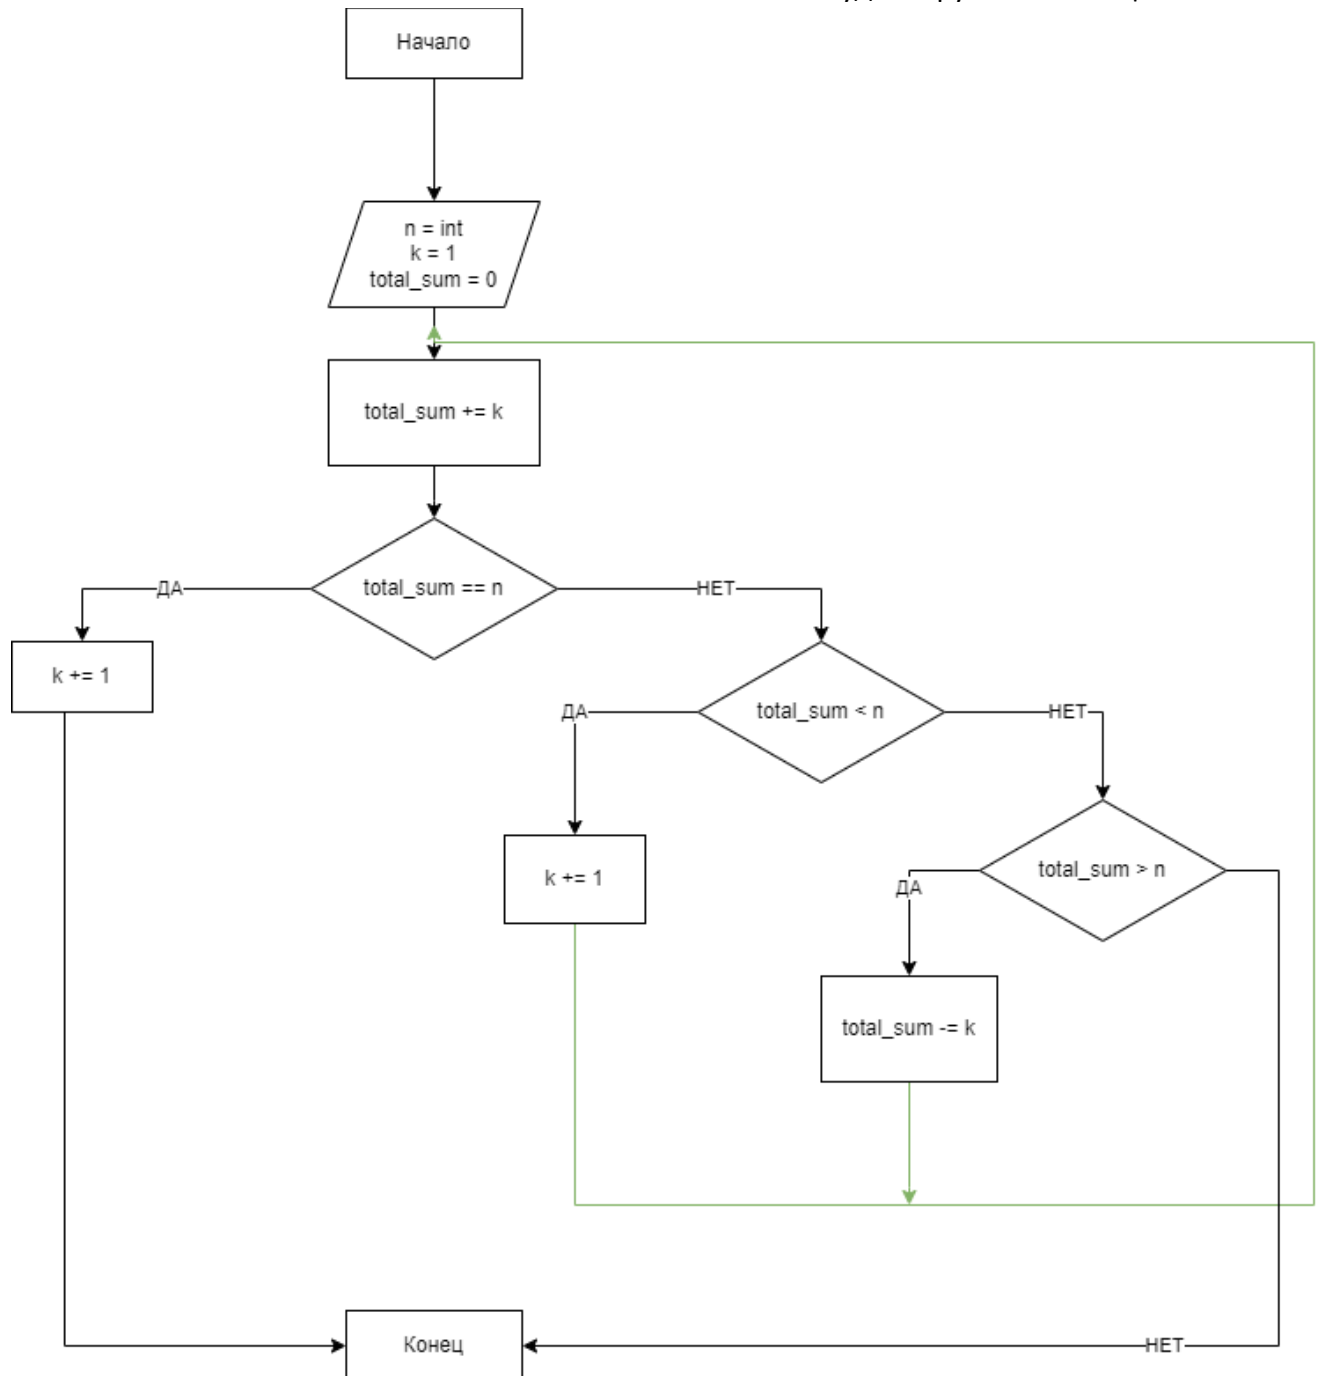 Начало
n = int
k = 1
total_sum = 0
total_sum += k
ДА
total_sum == n
НЕТ
k += 1
ДА
total_sum < n
НЕТ
k += 1
ДА
total_sum > n
total_sum -= k
Конец
НЕТ